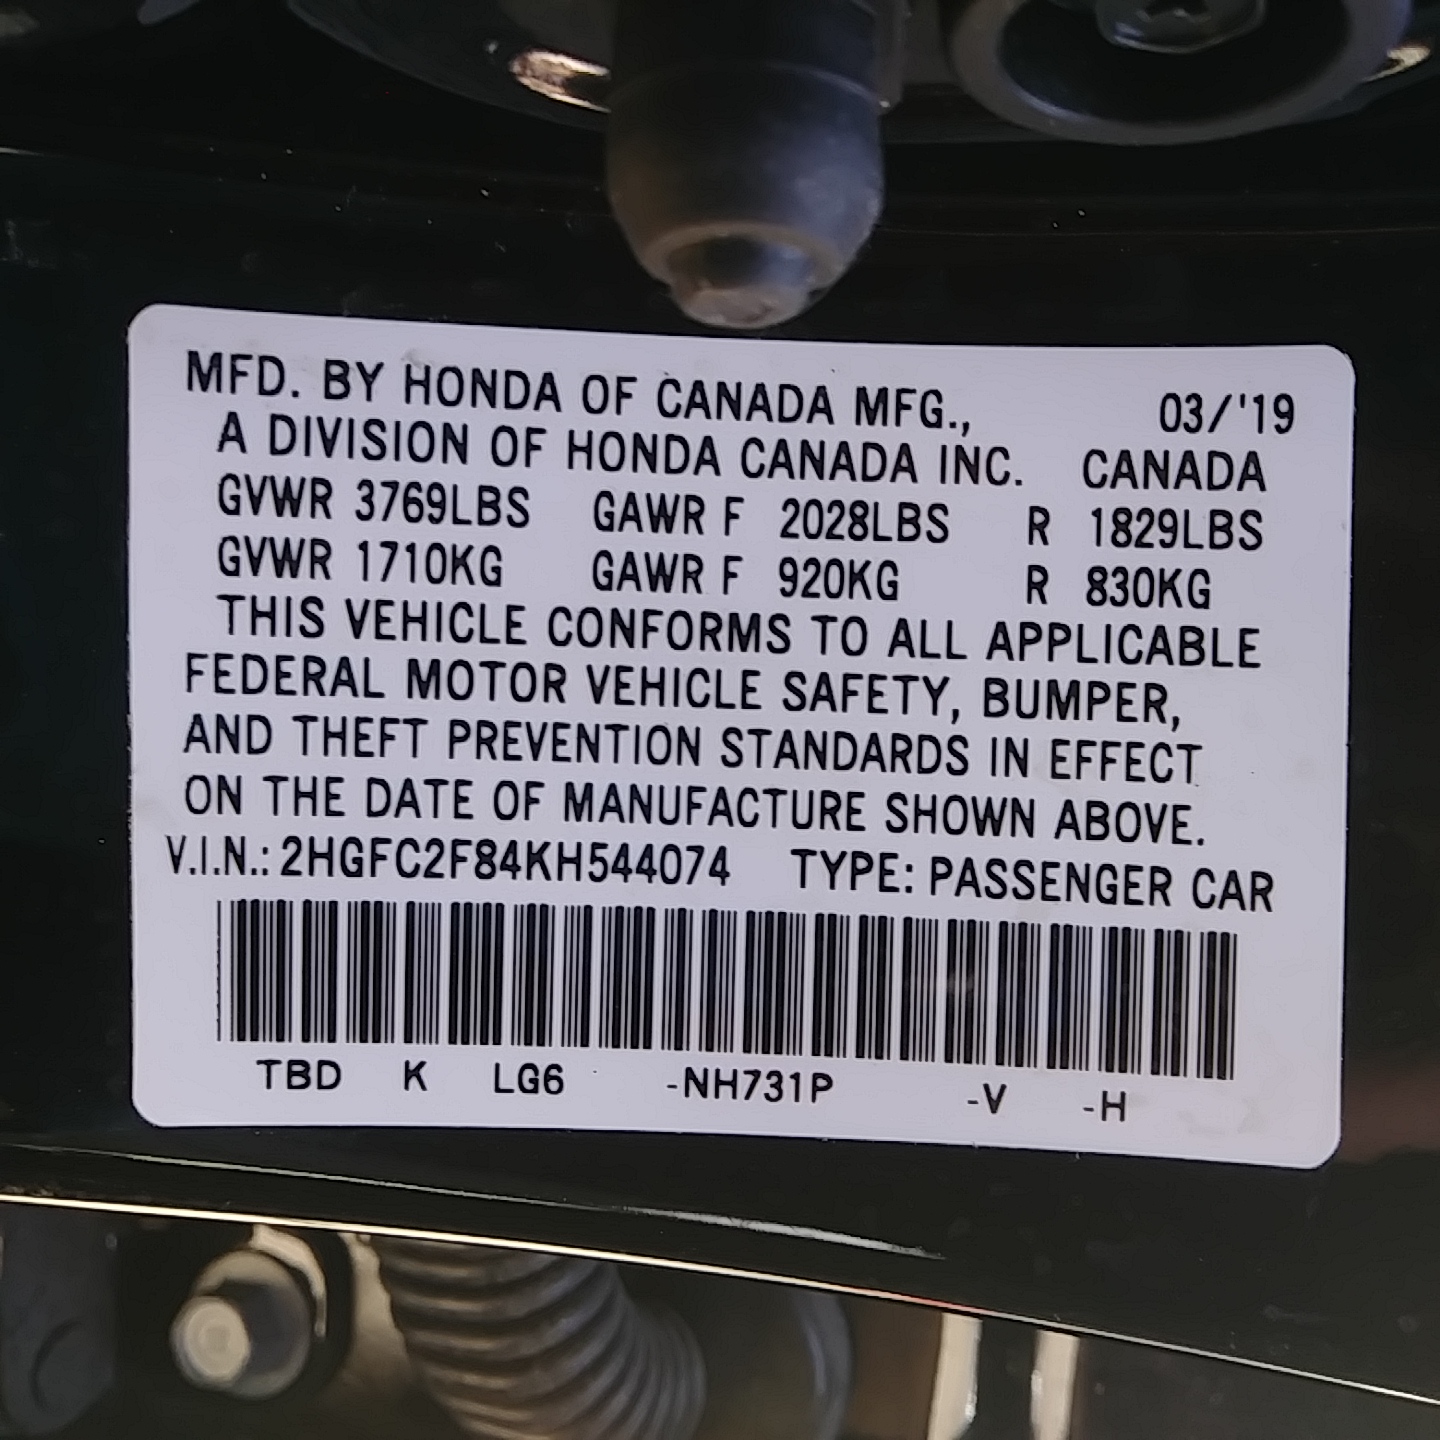 MFD. BY HONDA OF CANADA MFG., 03/'19
A DIVISION OF HONDA CANADA INC. CANADA
GVWR 3769LBS GAWR F 2028LBS R 1829LBS
GVWR 1710KG GAWR F 920KG R 830KG
THIS VEHICLE CONFORMS TO ALL APPLICABLE
FEDERAL MOTOR VEHICLE SAFETY, BUMPER,
AND THEFT PREVENTION STANDARDS IN EFFECT
ON THE DATE OF MANUFACTURE SHOWN ABOVE.
V.I.N.: 2HGFC2F84KH544074 TYPE: PASSENGER CAR
TBD K LG6 -NH731P -V -H